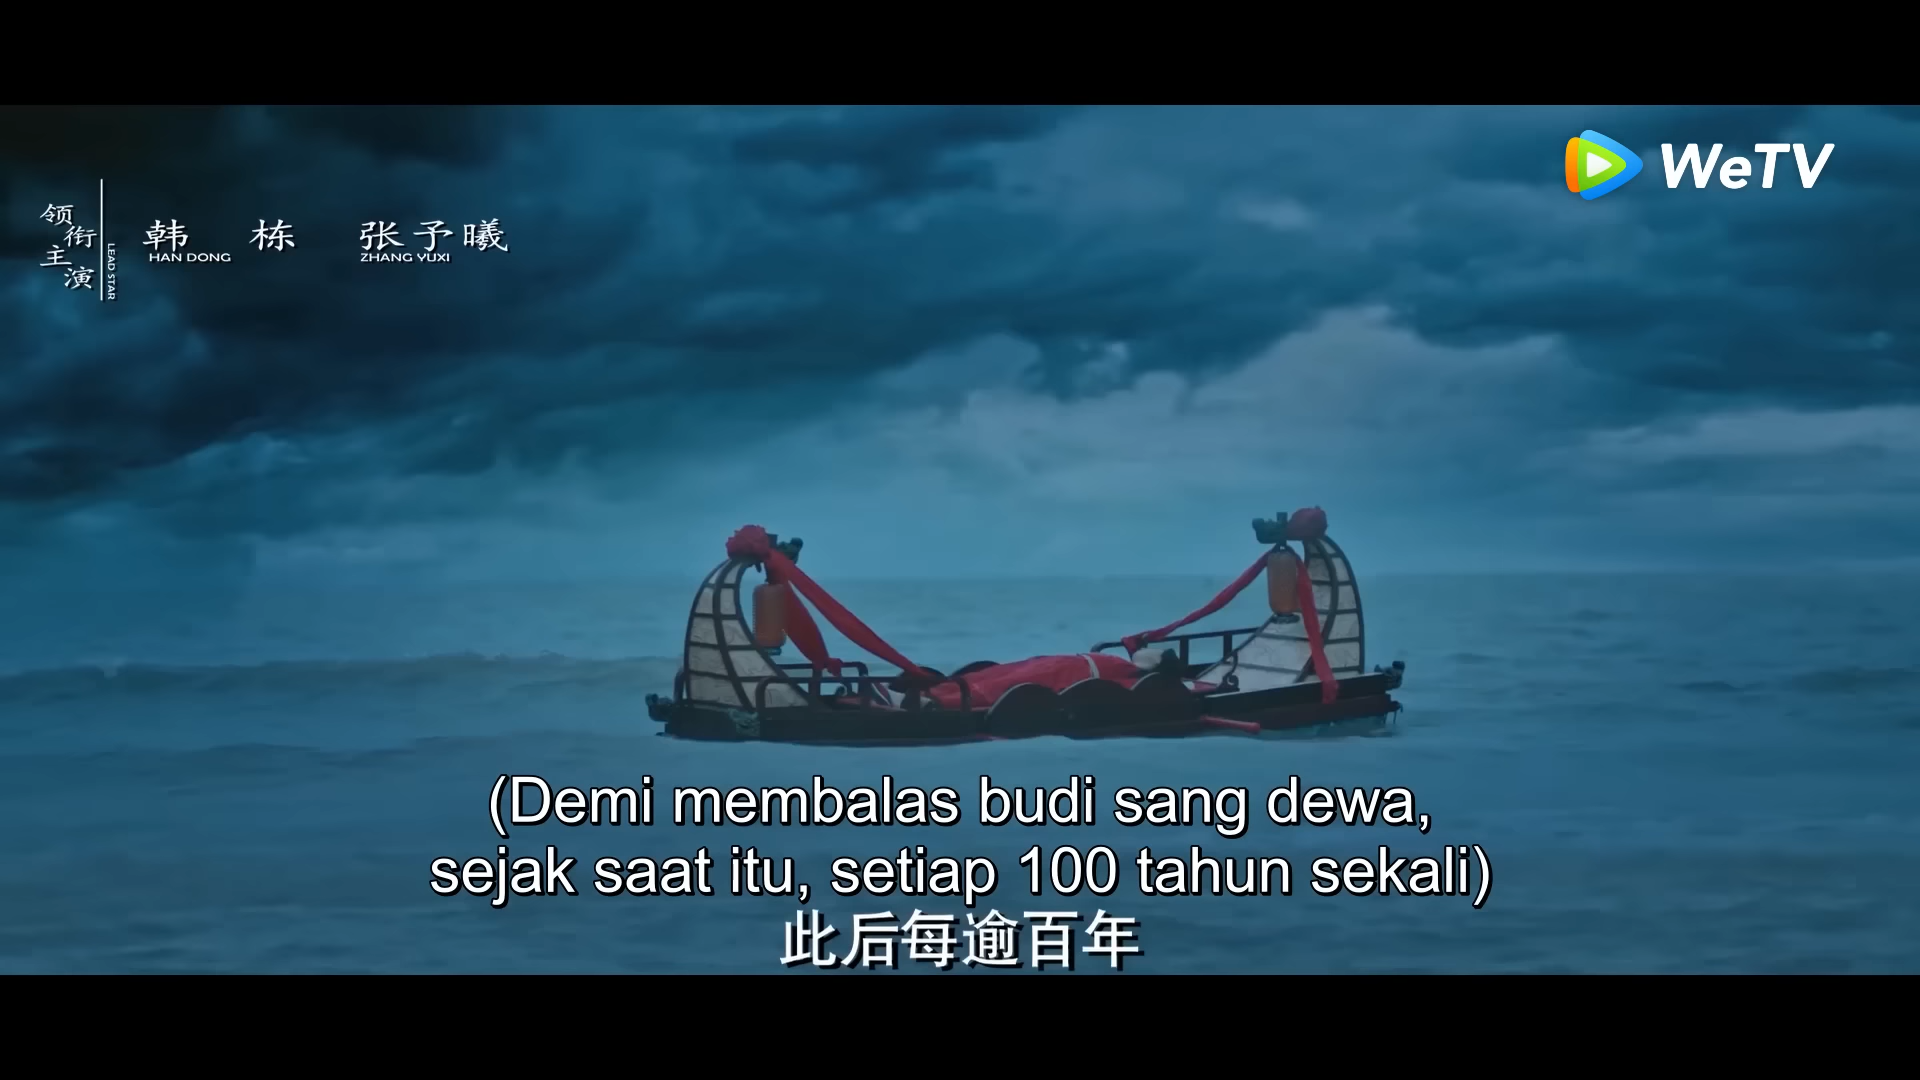 WeTV
领衔主演
LEAD STAR
韩栋 张予曦
HAN DONG ZHANG YUXI
(Demi membalas budi sang dewa,
sejak saat itu, setiap 100 tahun sekali)
此后每逾百年